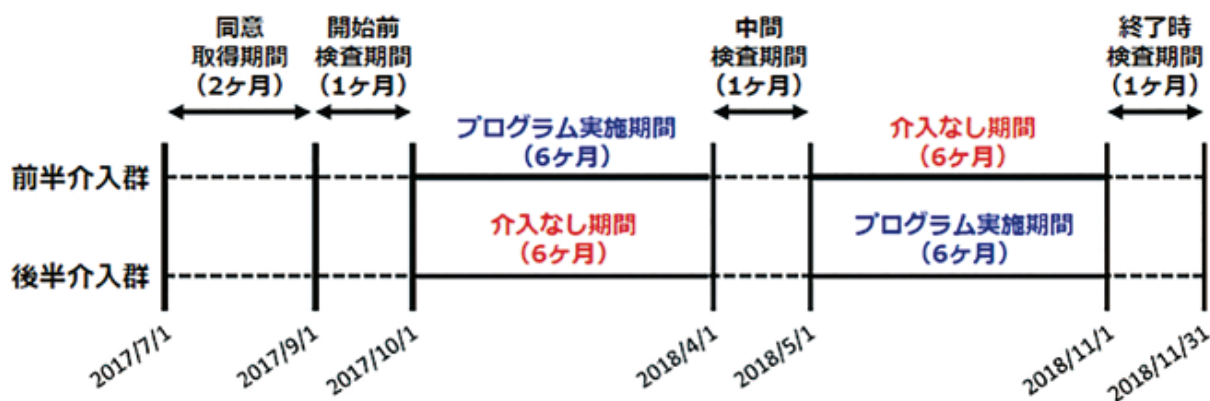 同意
取得期間
（2ヶ月）
開始前
検査期間
（1ヶ月）
中間
検査期間
（1ヶ月）
終了時
検査期間
（1ヶ月）
プログラム実施期間
（6ヶ月）
介入なし期間
（6ヶ月）
前半介入群
介入なし期間
（6ヶ月）
プログラム実施期間
（6ヶ月）
後半介入群
2017/7/1
2017/9/1
2017/10/1
2018/4/1
2018/5/1
2018/11/1
2018/11/31